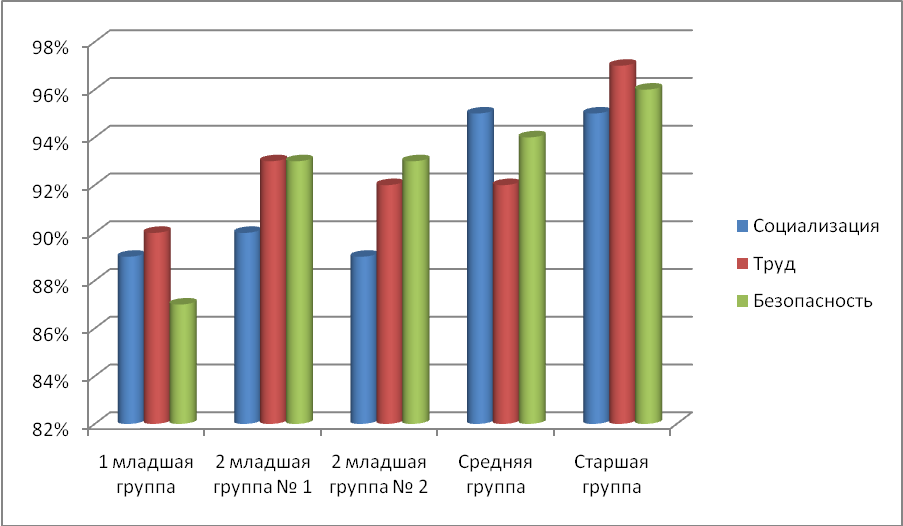 98%
96%
94%
92%
90%
88%
86%
84%
82%
1 младшая
группа
2 младшая
группа № 1
2 младшая
группа № 2
Средняя
группа
Старшая
группа
Социализация
Труд
Безопасность